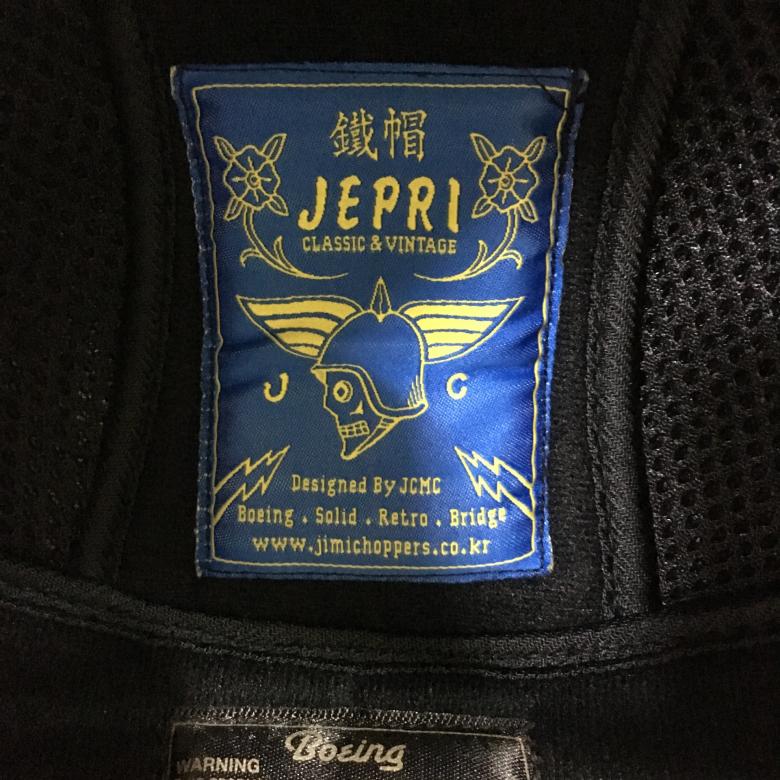 鐵帽
JEPRI
CLASSIC & VINTAGE
J C
Designed By JCMC
Boeing . Solid . Retro . Bridge
www.jimichoppers.co.kr
Boeing
WARNING